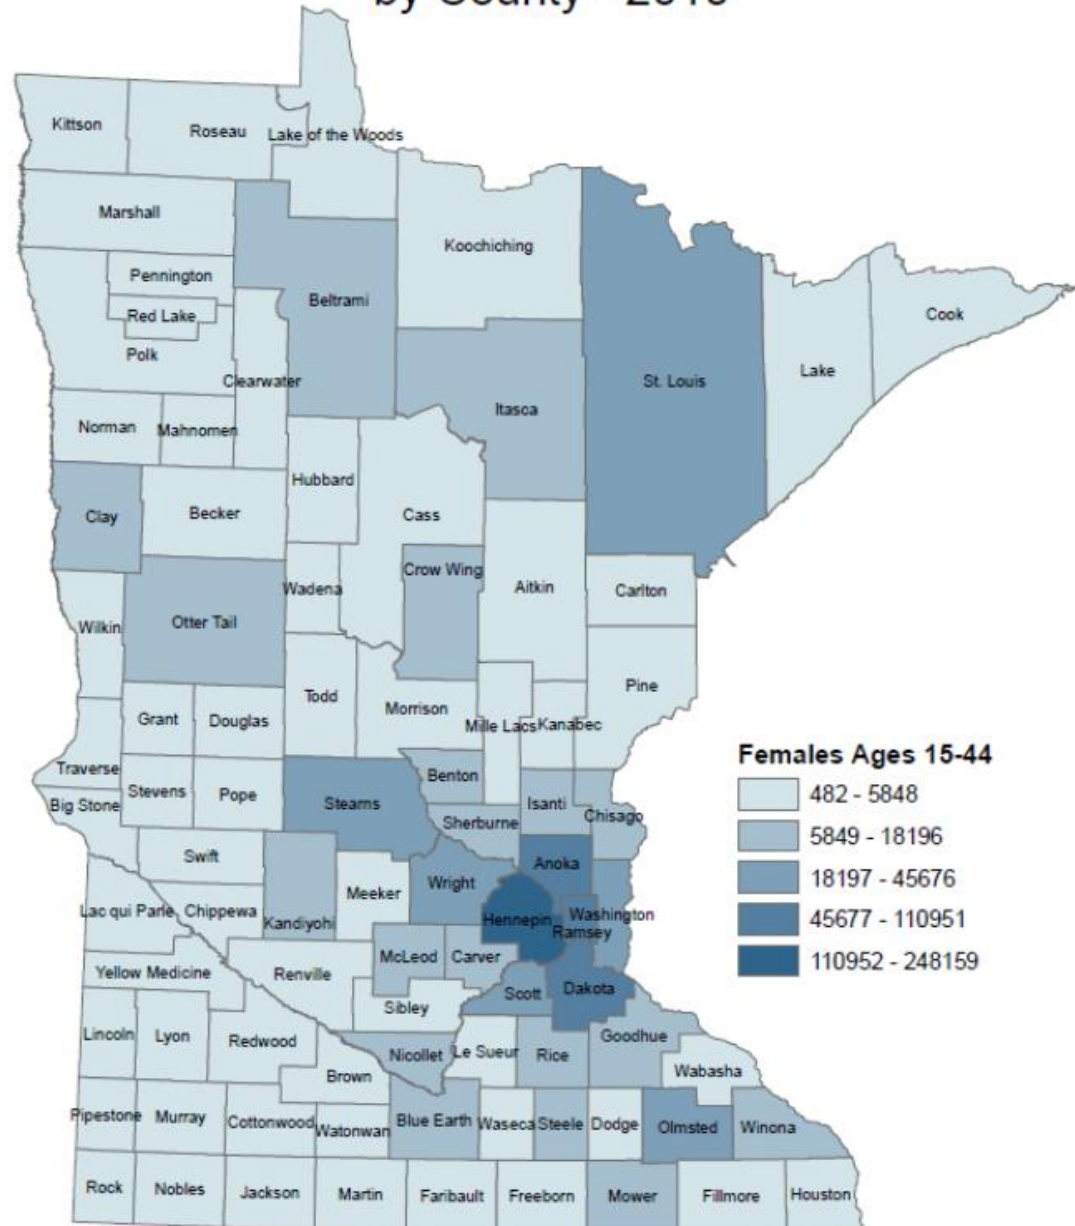 by County - 2010
Kittson
Roseau
Lake of the Woods
Marshall
Koochiching
Pennington
Beltrami
Red Lake
Cook
Polk
Lake
Clearwater
St. Louis
Itasca
Norman
Mahnomen
Hubbard
Clay
Becker
Cass
Crow Wing
Wadena
Aitkin
Carlton
Otter Tail
Wilkin
Todd
Pine
Morrison
Grant
Douglas
Mille Lacs
Kanabec
Traverse
Benton
Stevens
Pope
Big Stone
Stearns
Isanti
Chisago
Sherburne
Swift
Anoka
Wright
Meeker
Lac qui Parle
Chippewa
Kandiyohi
Hennepin
Washington
Ramsey
McLeod
Carver
Yellow Medicine
Renville
Dakota
Scott
Sibley
Lincoln
Lyon
Redwood
Goodhue
Nicollet
Le Sueur
Rice
Wabasha
Brown
Pipestone
Murray
Cottonwood
Watonwan
Blue Earth
Waseca
Steele
Dodge
Olmsted
Winona
Rock
Nobles
Jackson
Martin
Faribault
Freeborn
Mower
Fillmore
Houston
Females Ages 15-44
482 - 5848
5849 - 18196
18197 - 45676
45677 - 110951
110952 - 248159